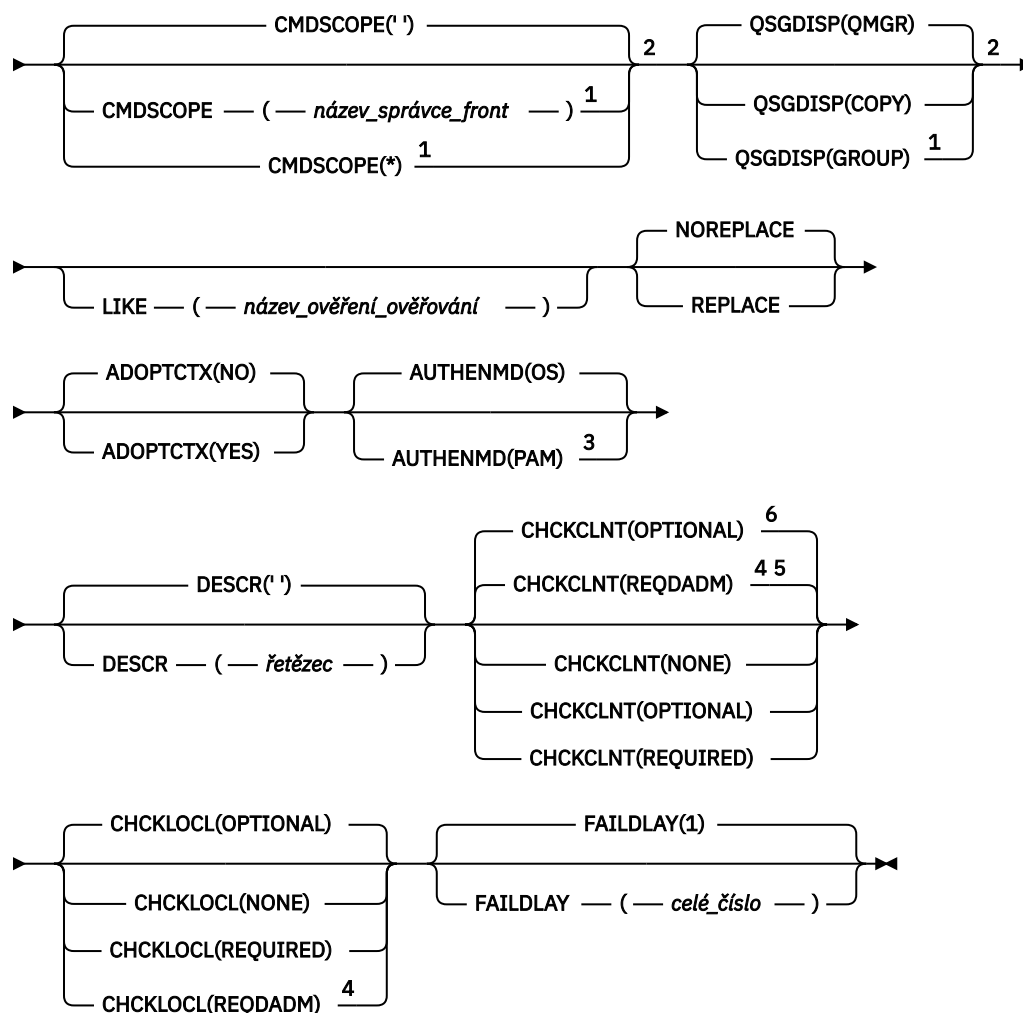 CMDSCOPE(' ') 2 QSGDISP(QMGR) 2
CMDSCOPE ( název_správce_front ) 1 QSGDISP(COPY)
CMDSCOPE(*) 1 QSGDISP(GROUP) 1
LIKE ( název_ověření_ověřování ) NOREPLACE
REPLACE
ADOPTCTX(NO) AUTHENMD(OS)
ADOPTCTX(YES) AUTHENMD(PAM) 3
DESCR(' ') CHCKCLNT(OPTIONAL) 6
CHCKCLNT(REQDADM) 4 5
DESCR ( řetězec ) CHCKCLNT(NONE)
CHCKCLNT(OPTIONAL)
CHCKCLNT(REQUIRED)
CHCKLOCL(OPTIONAL) FAILDLAY(1)
CHCKLOCL(NONE) FAILDLAY ( celé_číslo )
CHCKLOCL(REQUIRED)
CHCKLOCL(REQDADM) 4